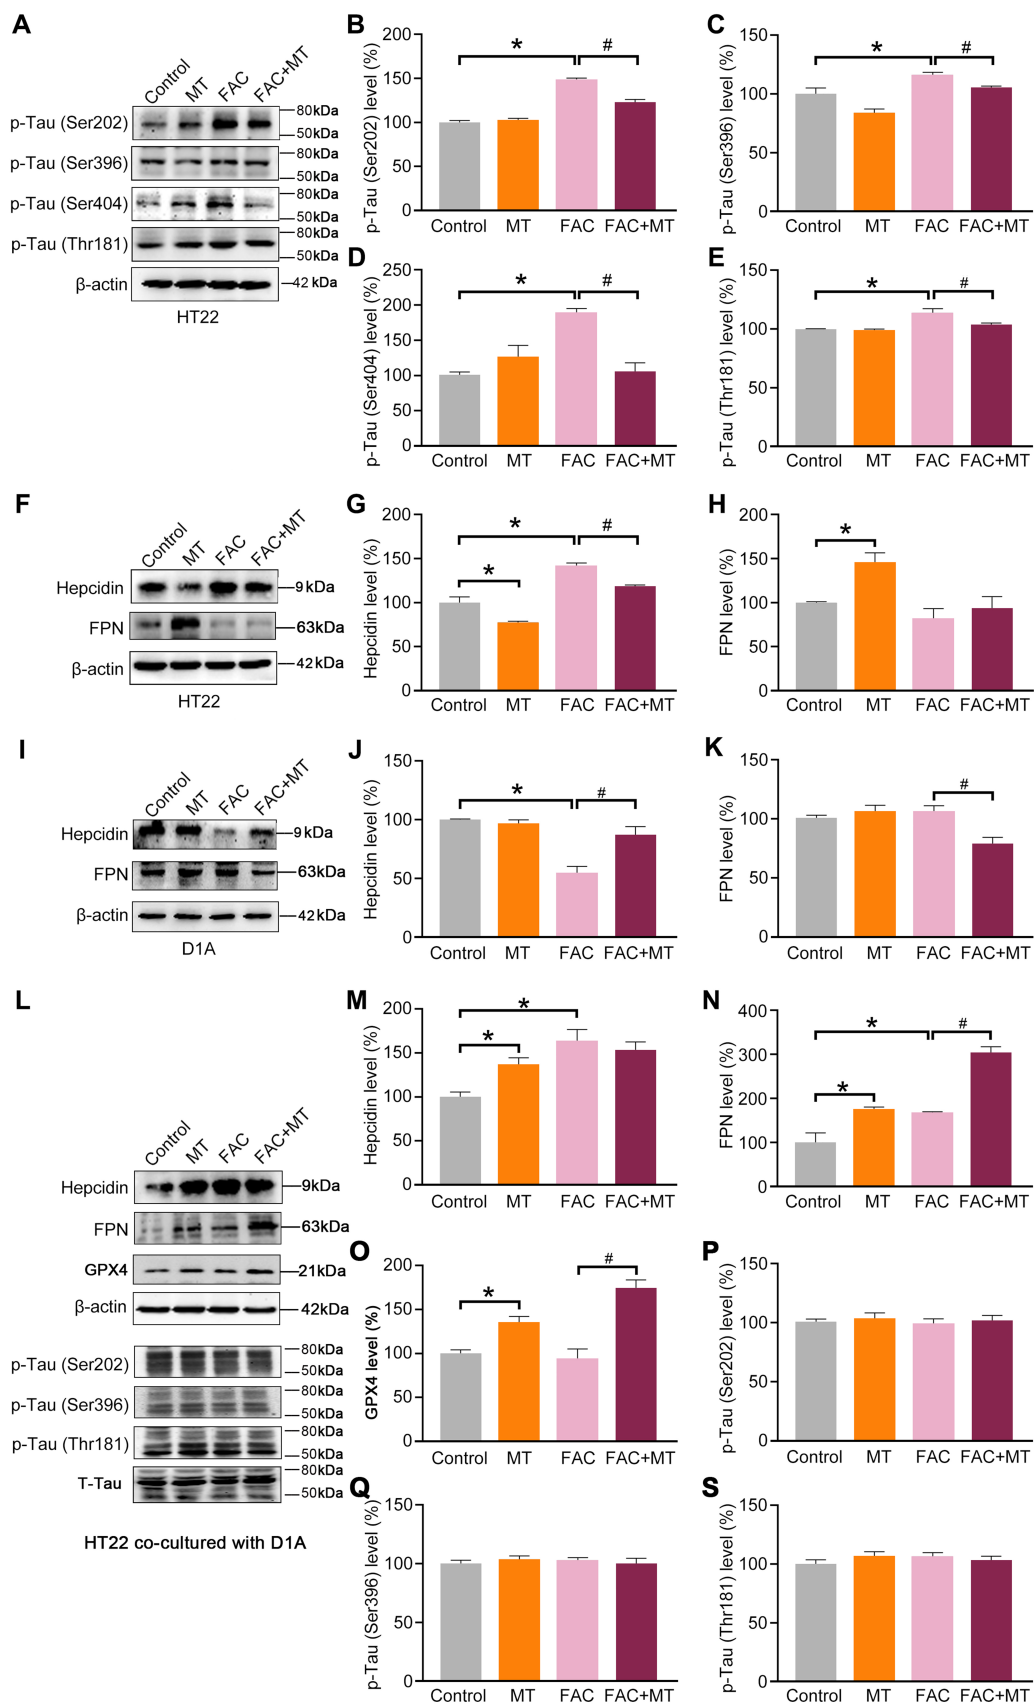 A
Control MT FAC FAC+MT
p-Tau (Ser202) 80kDa 50kDa
p-Tau (Ser396) 80kDa 50kDa
p-Tau (Ser404) 80kDa 50kDa
p-Tau (Thr181) 80kDa 50kDa
β-actin 42 kDa
HT22
B
p-Tau (Ser202) level (%)
200
150
100
50
0
* #
Control MT FAC FAC+MT
C
p-Tau (Ser396) level (%)
150
100
50
0
* #
Control MT FAC FAC+MT
D
p-Tau (Ser404) level (%)
250
200
150
100
50
0
* #
Control MT FAC FAC+MT
E
p-Tau (Thr181) level (%)
150
100
50
0
* #
Control MT FAC FAC+MT
F
Control MT FAC FAC+MT
Hepcidin 9kDa
FPN 63kDa
β-actin 42kDa
HT22
G
Hepcidin level (%)
200
150
100
50
0
* * #
Control MT FAC FAC+MT
H
FPN level (%)
200
150
100
50
0
*
Control MT FAC FAC+MT
I
Control MT FAC FAC+MT
Hepcidin 9kDa
FPN 63kDa
β-actin 42kDa
D1A
J
Hepcidin level (%)
150
100
50
0
* #
Control MT FAC FAC+MT
K
FPN level (%)
150
100
50
0
#
Control MT FAC FAC+MT
L
Control MT FAC FAC+MT
Hepcidin 9kDa
FPN 63kDa
GPX4 21kDa
β-actin 42kDa
p-Tau (Ser202) 80kDa 50kDa
p-Tau (Ser396) 80kDa 50kDa
p-Tau (Thr181) 80kDa 50kDa
T-Tau 80kDa 50kDa
HT22 co-cultured with D1A
M
Hepcidin level (%)
200
150
100
50
0
* *
Control MT FAC FAC+MT
N
FPN level (%)
400
300
200
100
0
* * #
Control MT FAC FAC+MT
O
GPX4 level (%)
200
150
100
50
0
* #
Control MT FAC FAC+MT
P
p-Tau (Ser202) level (%)
150
100
50
0
Control MT FAC FAC+MT
Q
p-Tau (Ser396) level (%)
150
100
50
0
Control MT FAC FAC+MT
S
p-Tau (Thr181) level (%)
150
100
50
0
Control MT FAC FAC+MT